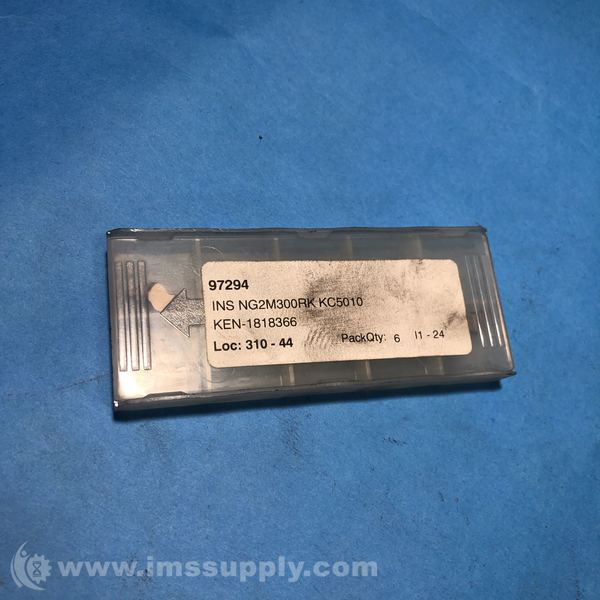 97294
INS NG2M300RK KC5010
KEN-1818366
Loc: 310 - 44 PackQty: 6 I1 - 24
www.imssupply.com